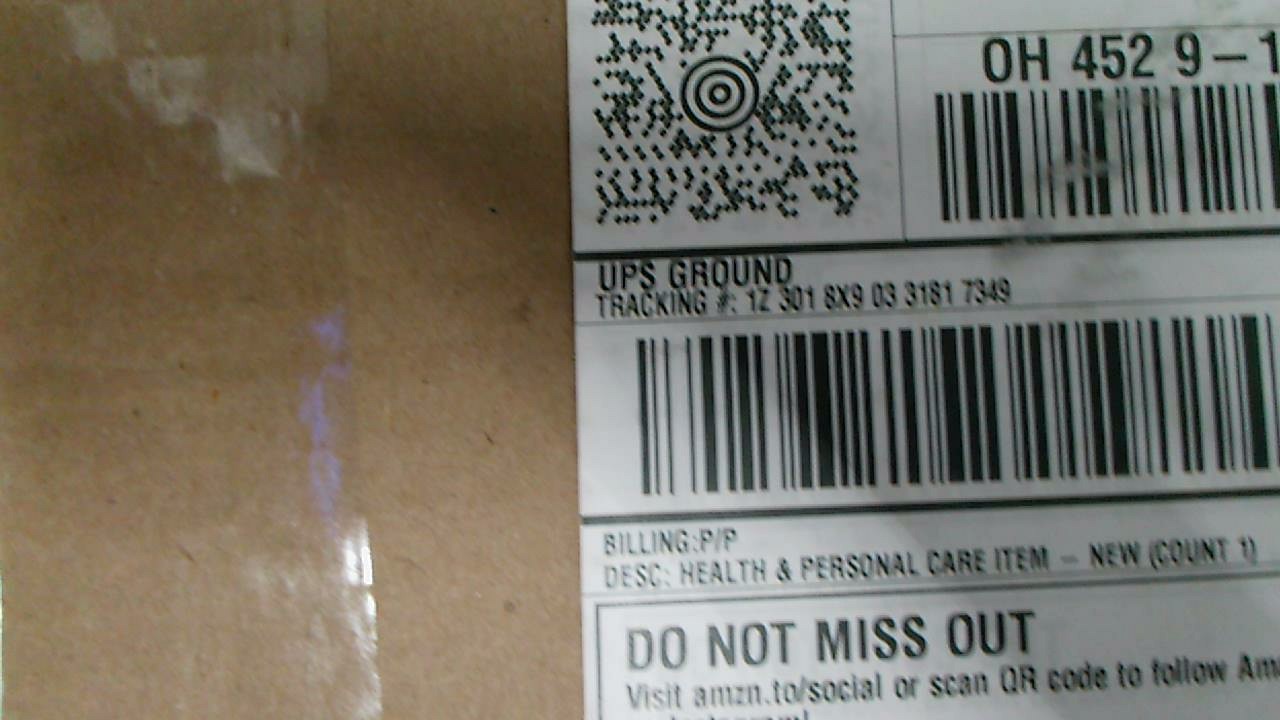 OH 452 9 – 1
UPS GROUND
TRACKING #: 1Z 301 8X9 03 3181 7349
BILLING:P/P
DESC: HEALTH & PERSONAL CARE ITEM – NEW (COUNT 1)
DO NOT MISS OUT
Visit amzn.to/social or scan QR code to follow Am